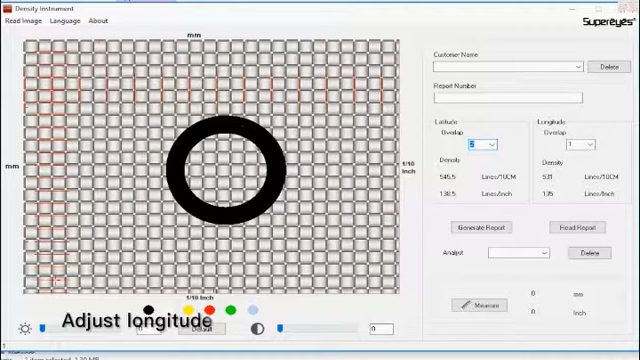 Density Instrument
Read Image Language About
Supereyes
mm
mm
1/10 Inch
1/10 Inch
Customer Name
Delete
Report Number
Latitude
Longitude
Overlap
Overlap
2
1
Density
Density
545.5 Lines/10CM
531 Lines/10CM
138.5 Lines/Inch
135 Lines/Inch
Generate Report
Read Report
Analyst
Delete
Measure
0 mm
0 Inch
Adjust longitude
Default
0
1